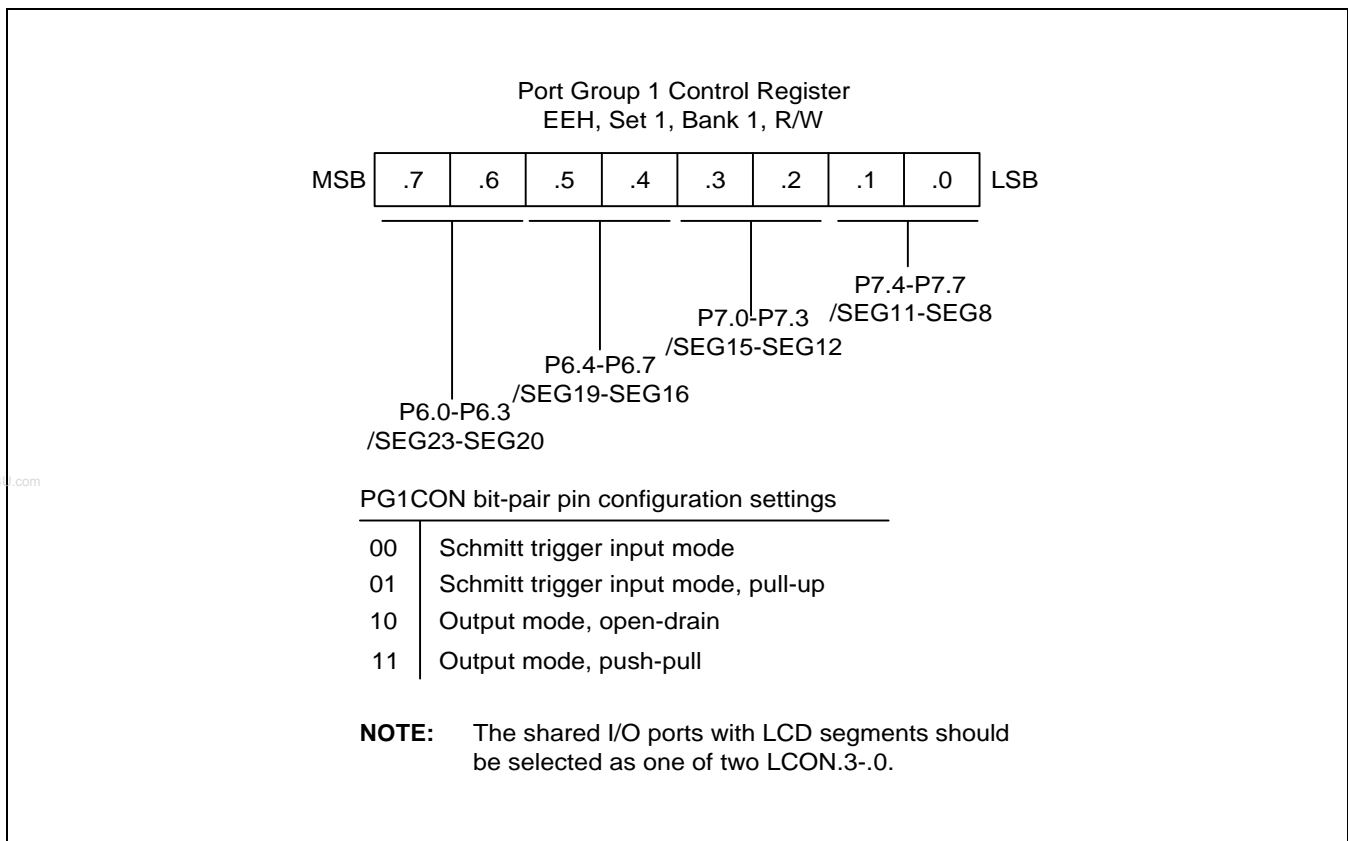 Port Group 1 Control Register
EEH, Set 1, Bank 1, R/W
MSB .7 .6 .5 .4 .3 .2 .1 .0 LSB
P7.4-P7.7
/SEG11-SEG8
P7.0-P7.3
/SEG15-SEG12
P6.4-P6.7
/SEG19-SEG16
P6.0-P6.3
/SEG23-SEG20
PG1CON bit-pair pin configuration settings
00 Schmitt trigger input mode
01 Schmitt trigger input mode, pull-up
10 Output mode, open-drain
11 Output mode, push-pull
NOTE: The shared I/O ports with LCD segments should
be selected as one of two LCON.3-.0.